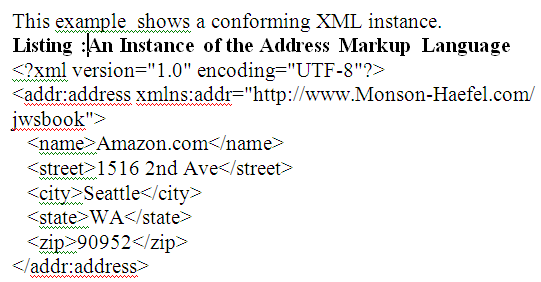 This example  shows a conforming XML instance.
Listing :An Instance of the Address Markup Language
<?xml version="1.0" encoding="UTF-8"?>
<addr:address xmlns:addr="http://www.Monson-Haefel.com/
jwsbook">
<name>Amazon.com</name>
<street>1516 2nd Ave</street>
<city>Seattle</city>
<state>WA</state>
<zip>90952</zip>
</addr:address>